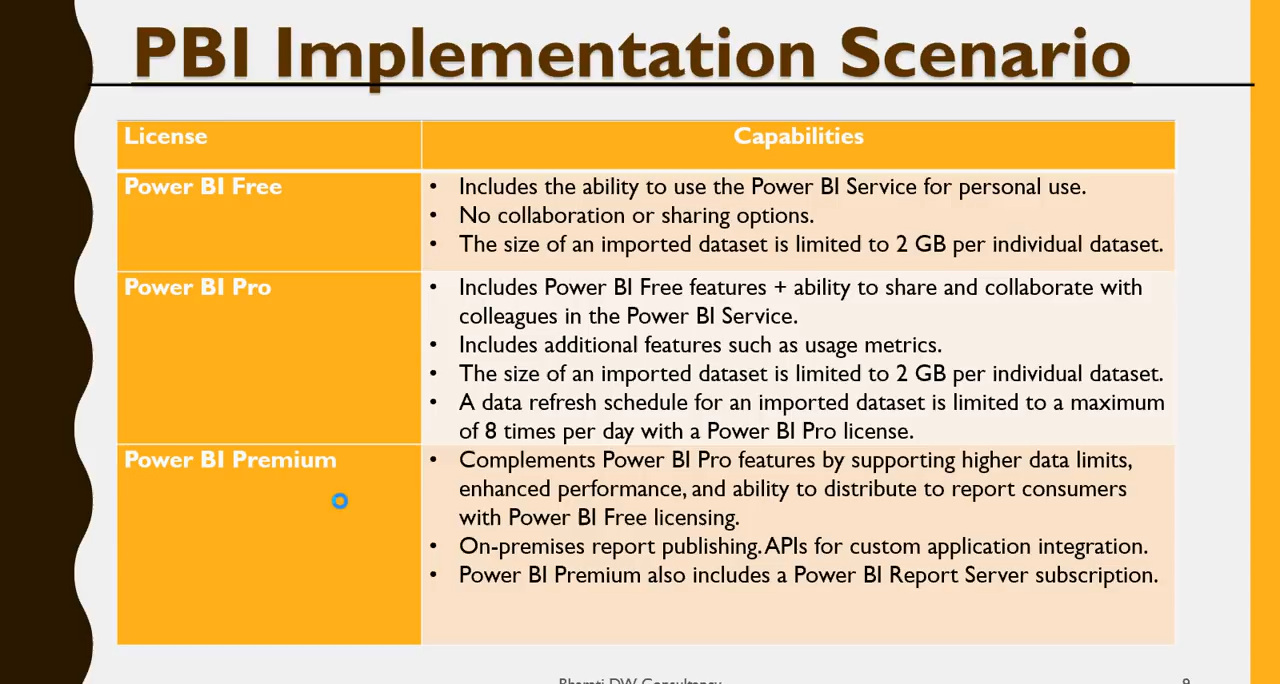 PBI Implementation Scenario
License
Capabilities
Power BI Free
• Includes the ability to use the Power BI Service for personal use.
• No collaboration or sharing options.
• The size of an imported dataset is limited to 2 GB per individual dataset.
Power BI Pro
• Includes Power BI Free features + ability to share and collaborate with
colleagues in the Power BI Service.
• Includes additional features such as usage metrics.
• The size of an imported dataset is limited to 2 GB per individual dataset.
• A data refresh schedule for an imported dataset is limited to a maximum
of 8 times per day with a Power BI Pro license.
Power BI Premium
• Complements Power BI Pro features by supporting higher data limits,
enhanced performance, and ability to distribute to report consumers
with Power BI Free licensing.
• On-premises report publishing. APIs for custom application integration.
• Power BI Premium also includes a Power BI Report Server subscription.
Bharati DW Consultancy
9